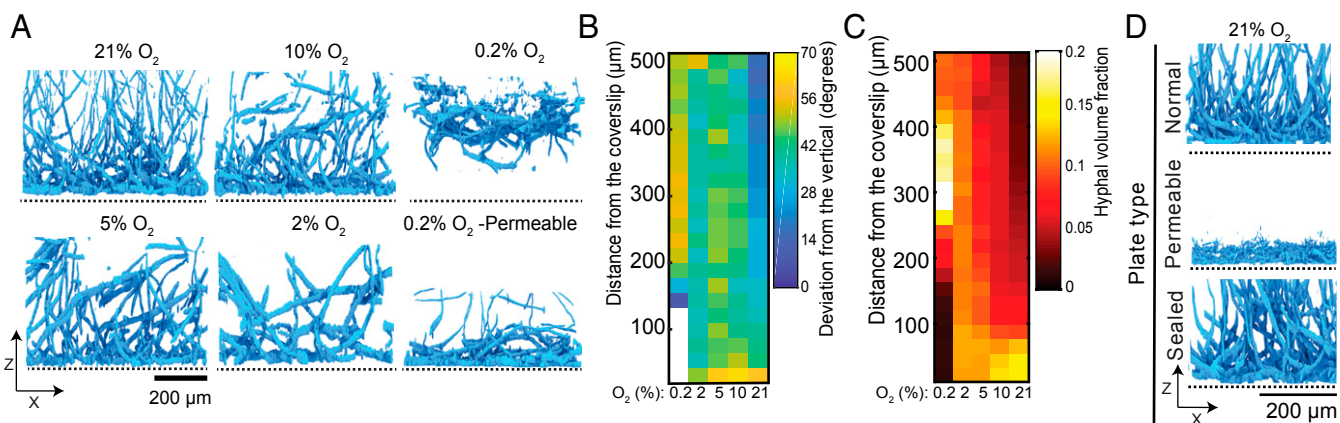 A
21% O2
10% O2
0.2% O2
5% O2
2% O2
0.2% O2 -Permeable
Z
X
200 µm
B
Distance from the coverslip (µm)
500
400
300
200
100
O2 (%): 0.2 2 5 10 21
70
56
42
28
14
0
Deviation from the vertical (degrees)
C
Distance from the coverslip (µm)
500
400
300
200
100
O2 (%): 0.2 2 5 10 21
0.2
0.15
0.1
0.05
0
Hyphal volume fraction
D
21% O2
Plate type
Normal
Permeable
Sealed
Z
X
200 µm